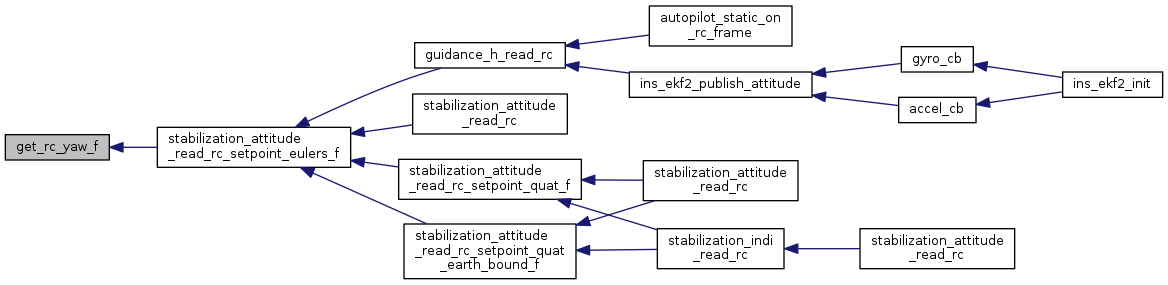 get_rc_yaw_f
stabilization_attitude
_read_rc_setpoint_eulers_f
guidance_h_read_rc
autopilot_static_on
_rc_frame
ins_ekf2_publish_attitude
gyro_cb
accel_cb
ins_ekf2_init
stabilization_attitude
_read_rc
stabilization_attitude
_read_rc_setpoint_quat_f
stabilization_attitude
_read_rc
stabilization_attitude
_read_rc_setpoint_quat
_earth_bound_f
stabilization_indi
_read_rc
stabilization_attitude
_read_rc